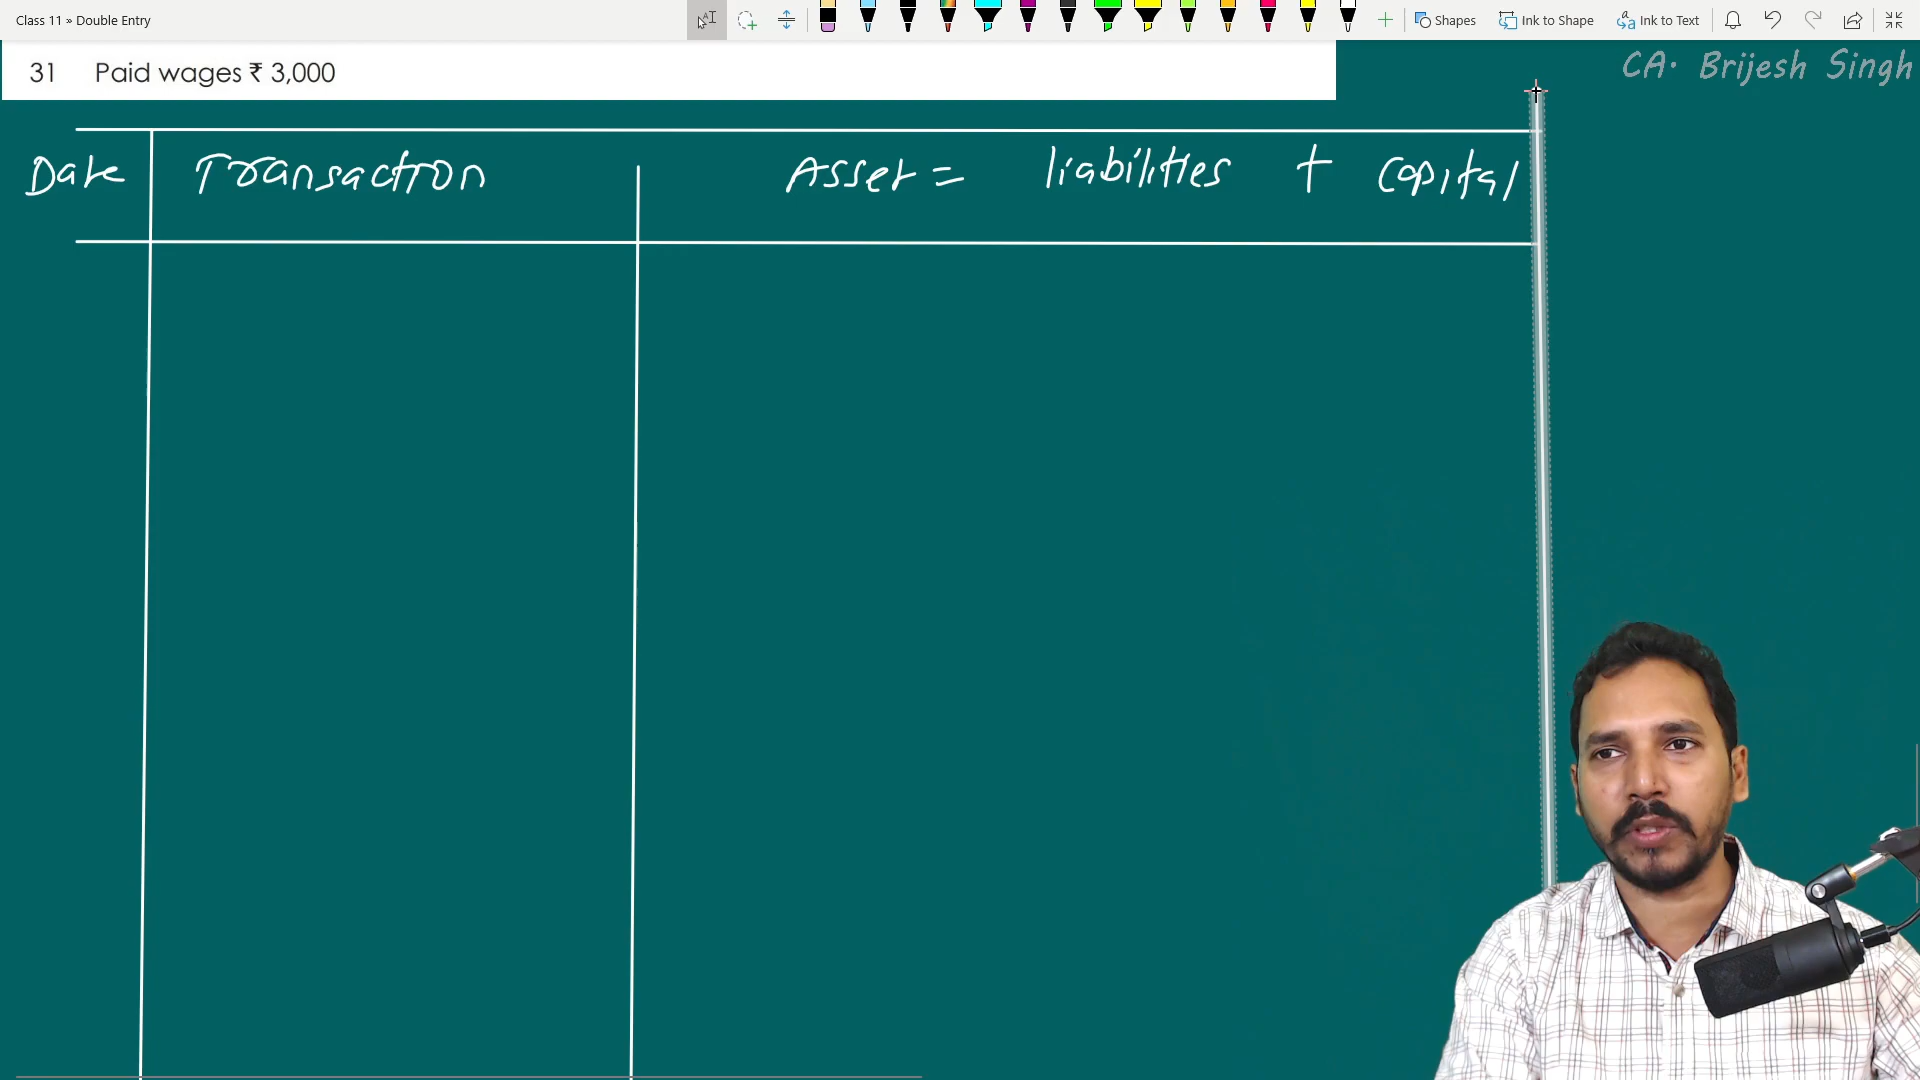 Class 11 » Double Entry
Shapes Ink to Shape Ink to Text
CA. Brijesh Singh
31 Paid wages ₹ 3,000
Date Transaction Asset = liabilities + capital